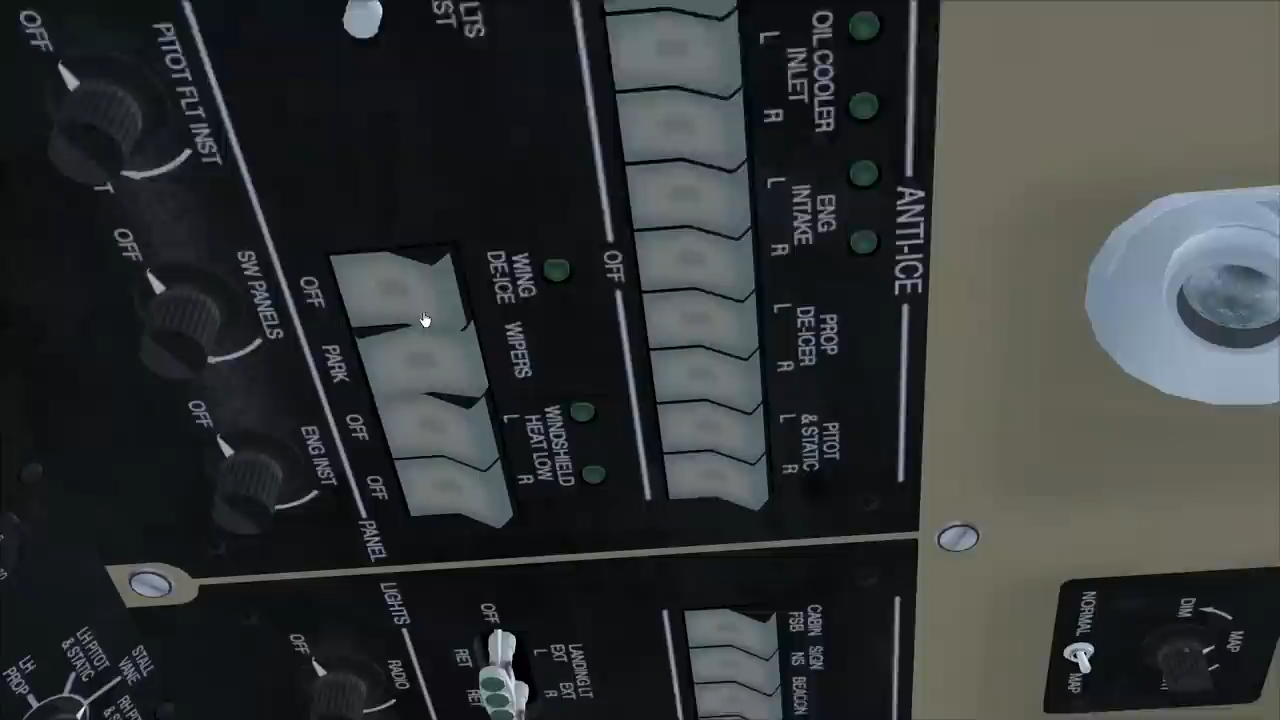 OFF
PITOT FLT INST
T
OFF
SW PANELS
OFF
ENG INST
PANEL
LTS
ST
OFF
PARK
OFF
OFF
WING
DE-ICE
WIPERS
WINDSHIELD
HEAT LOW
L
R
OFF
OIL COOLER
INLET
L
R
ENG
INTAKE
L
R
PROP
DE-ICER
L
R
PITOT
& STATIC
L
R
ANTI-ICE
LIGHTS
OFF
RADIO
OFF
RET
LANDING LT
EXT
L
EXT
R
CABIN SIGN
FSB
NS
BEACON
NORMAL
MAP
DIM
MAP
LH
PROP
LH PITOT
& STATIC
STALL
VANE